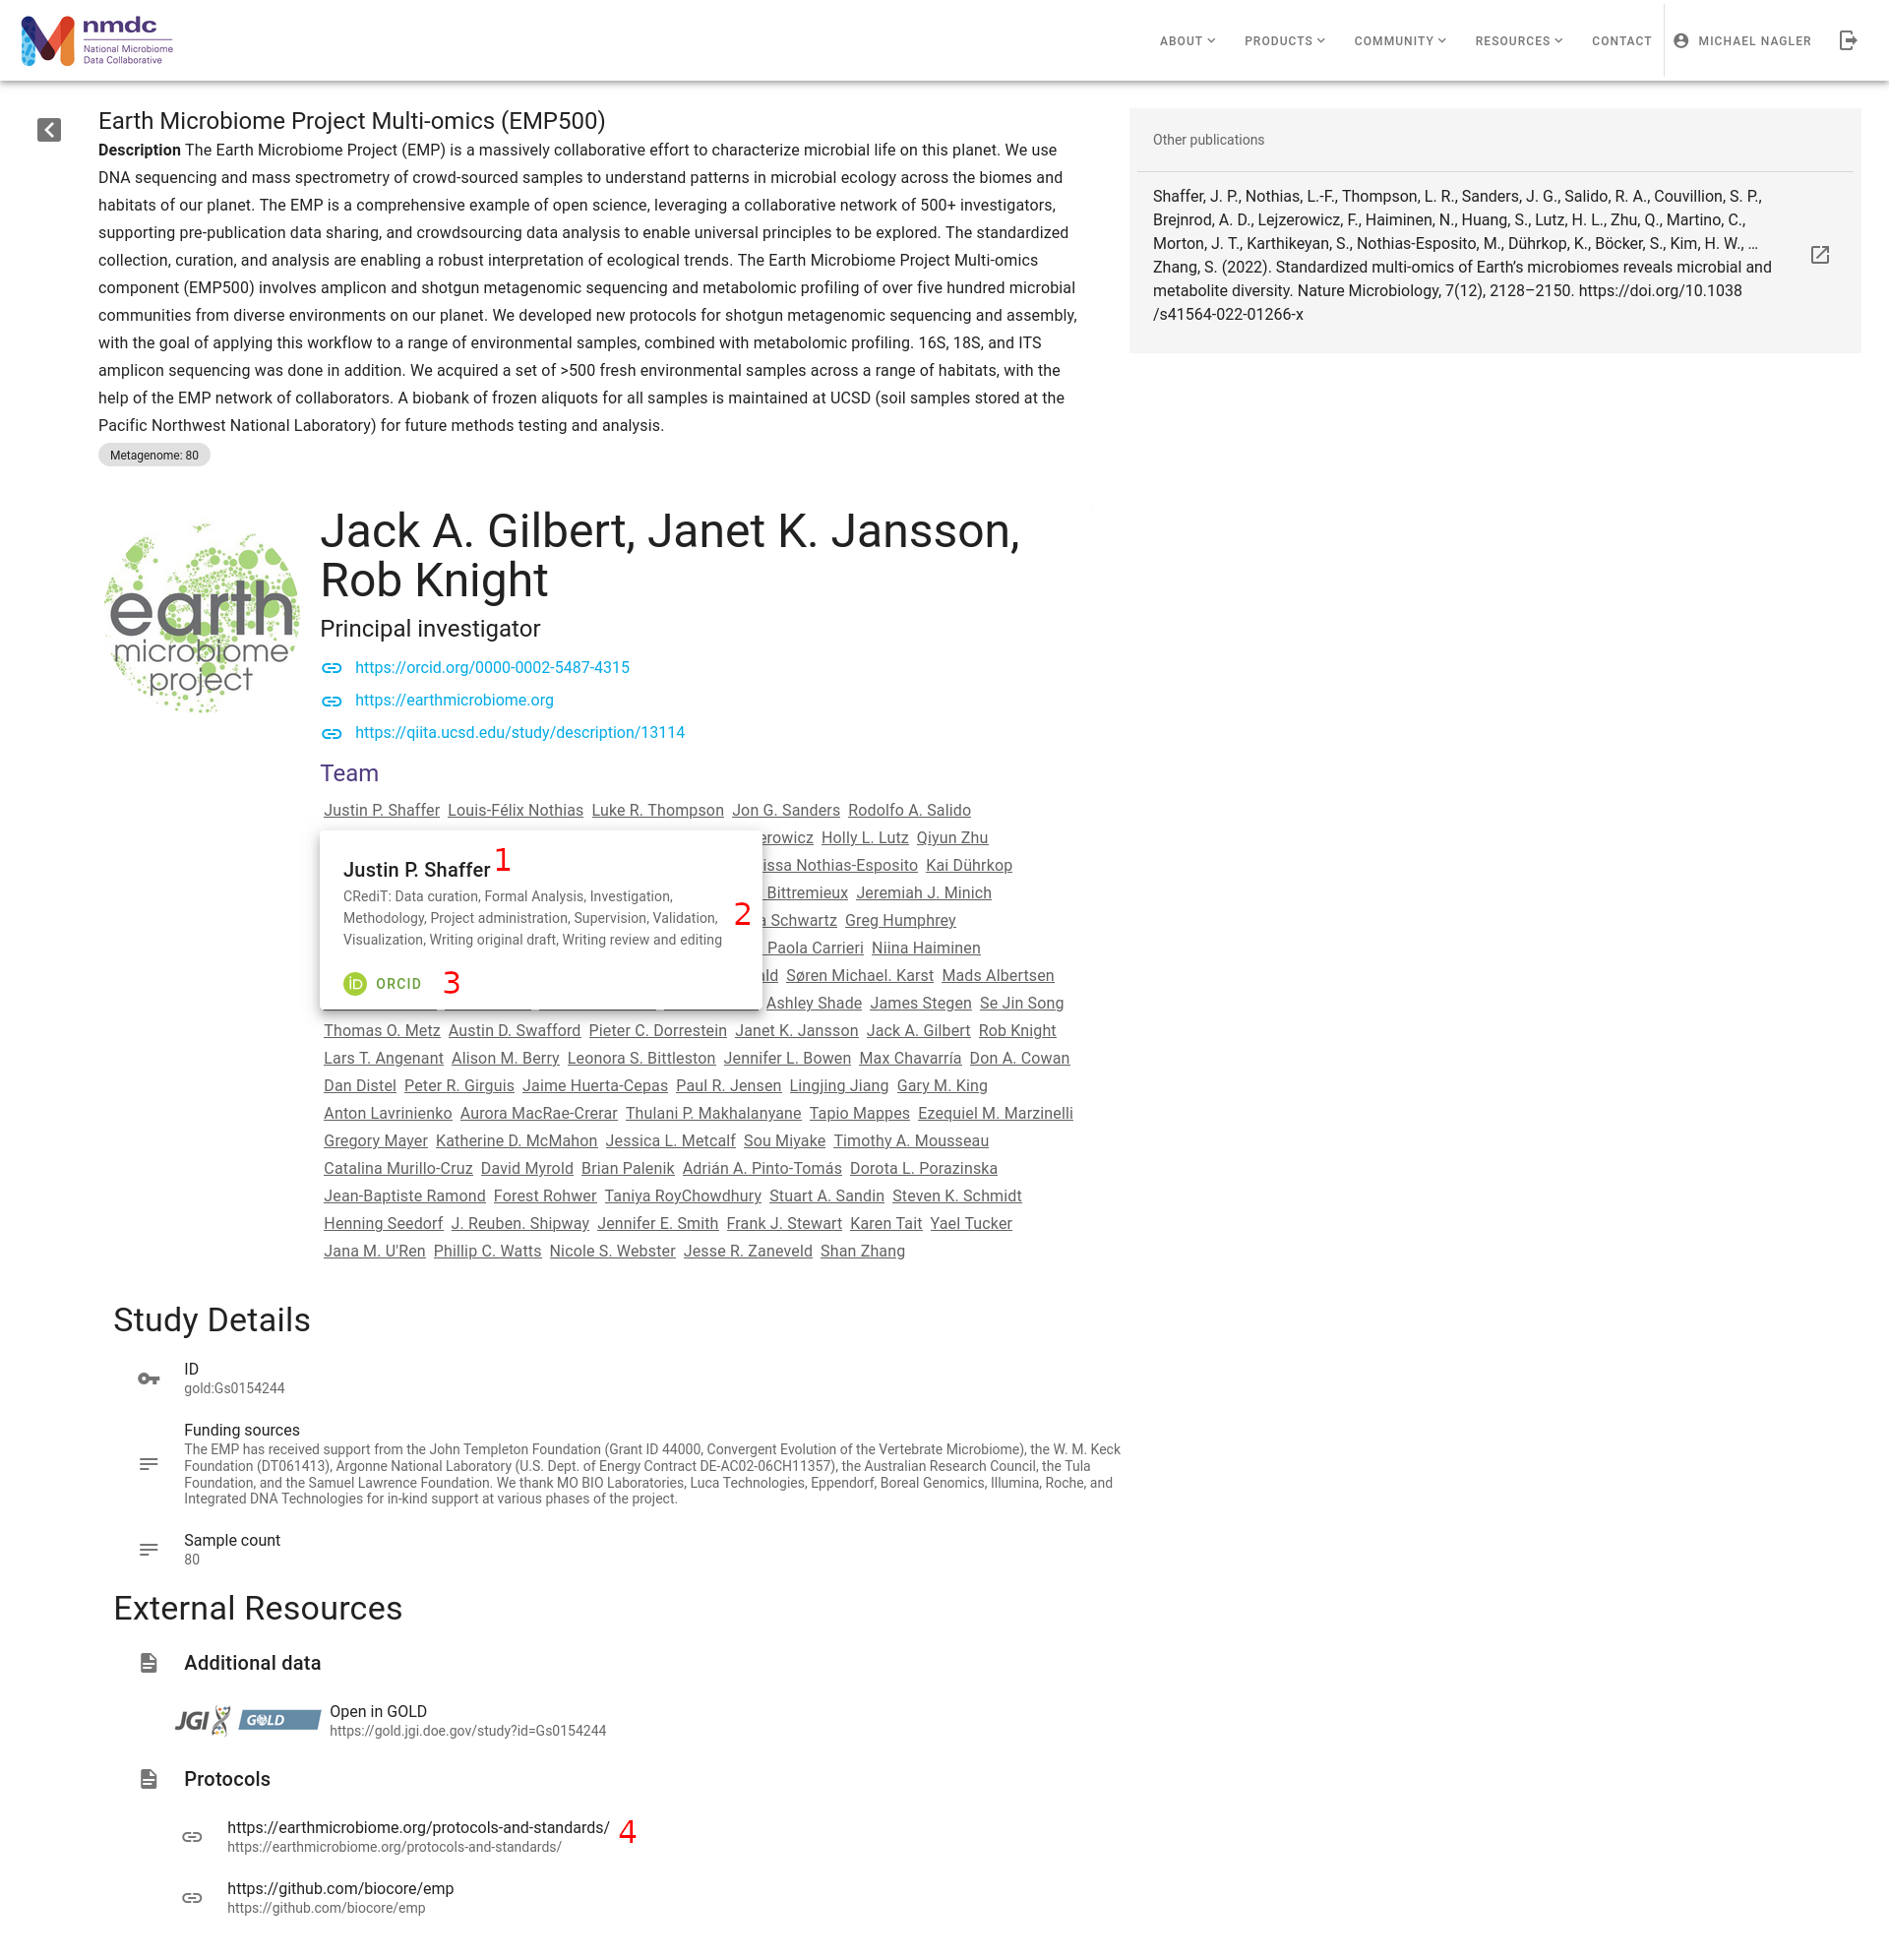 nmdc
National Microbiome
Data Collaborative
ABOUT
PRODUCTS
COMMUNITY
RESOURCES
CONTACT
MICHAEL NAGLER
Earth Microbiome Project Multi-omics (EMP500)
Description The Earth Microbiome Project (EMP) is a massively collaborative effort to characterize microbial life on this planet. We use
DNA sequencing and mass spectrometry of crowd-sourced samples to understand patterns in microbial ecology across the biomes and
habitats of our planet. The EMP is a comprehensive example of open science, leveraging a collaborative network of 500+ investigators,
supporting pre-publication data sharing, and crowdsourcing data analysis to enable universal principles to be explored. The standardized
collection, curation, and analysis are enabling a robust interpretation of ecological trends. The Earth Microbiome Project Multi-omics
component (EMP500) involves amplicon and shotgun metagenomic sequencing and metabolomic profiling of over five hundred microbial
communities from diverse environments on our planet. We developed new protocols for shotgun metagenomic sequencing and assembly,
with the goal of applying this workflow to a range of environmental samples, combined with metabolomic profiling. 16S, 18S, and ITS
amplicon sequencing was done in addition. We acquired a set of >500 fresh environmental samples across a range of habitats, with the
help of the EMP network of collaborators. A biobank of frozen aliquots for all samples is maintained at UCSD (soil samples stored at the
Pacific Northwest National Laboratory) for future methods testing and analysis.
Metagenome: 80
Other publications
Shaffer, J. P., Nothias, L.-F., Thompson, L. R., Sanders, J. G., Salido, R. A., Couvillion, S. P.,
Brejnrod, A. D., Lejzerowicz, F., Haiminen, N., Huang, S., Lutz, H. L., Zhu, Q., Martino, C.,
Morton, J. T., Karthikeyan, S., Nothias-Esposito, M., Dührkop, K., Böcker, S., Kim, H. W., …
Zhang, S. (2022). Standardized multi-omics of Earth’s microbiomes reveals microbial and
metabolite diversity. Nature Microbiology, 7(12), 2128–2150. https://doi.org/10.1038
/s41564-022-01266-x
earth
microbiome
project
Jack A. Gilbert, Janet K. Jansson,
Rob Knight
Principal investigator
https://orcid.org/0000-0002-5487-4315
https://earthmicrobiome.org
https://qiita.ucsd.edu/study/description/13114
Team
Justin P. Shaffer Louis-Félix Nothias Luke R. Thompson Jon G. Sanders Rodolfo A. Salido
erowicz Holly L. Lutz Qiyun Zhu
Justin P. Shaffer 1
issa Nothias-Esposito Kai Dührkop
CRediT: Data curation, Formal Analysis, Investigation,
Bittremieux Jeremiah J. Minich
Methodology, Project administration, Supervision, Validation, 2
a Schwartz Greg Humphrey
Visualization, Writing original draft, Writing review and editing
Paola Carrieri Niina Haiminen
iD ORCID 3
ald Søren Michael. Karst Mads Albertsen
Ashley Shade James Stegen Se Jin Song
Thomas O. Metz Austin D. Swafford Pieter C. Dorrestein Janet K. Jansson Jack A. Gilbert Rob Knight
Lars T. Angenant Alison M. Berry Leonora S. Bittleston Jennifer L. Bowen Max Chavarría Don A. Cowan
Dan Distel Peter R. Girguis Jaime Huerta-Cepas Paul R. Jensen Lingjing Jiang Gary M. King
Anton Lavrinienko Aurora MacRae-Crerar Thulani P. Makhalanyane Tapio Mappes Ezequiel M. Marzinelli
Gregory Mayer Katherine D. McMahon Jessica L. Metcalf Sou Miyake Timothy A. Mousseau
Catalina Murillo-Cruz David Myrold Brian Palenik Adrián A. Pinto-Tomás Dorota L. Porazinska
Jean-Baptiste Ramond Forest Rohwer Taniya RoyChowdhury Stuart A. Sandin Steven K. Schmidt
Henning Seedorf J. Reuben. Shipway Jennifer E. Smith Frank J. Stewart Karen Tait Yael Tucker
Jana M. U'Ren Phillip C. Watts Nicole S. Webster Jesse R. Zaneveld Shan Zhang
Study Details
ID
gold:Gs0154244
Funding sources
The EMP has received support from the John Templeton Foundation (Grant ID 44000, Convergent Evolution of the Vertebrate Microbiome), the W. M. Keck
Foundation (DT061413), Argonne National Laboratory (U.S. Dept. of Energy Contract DE-AC02-06CH11357), the Australian Research Council, the Tula
Foundation, and the Samuel Lawrence Foundation. We thank MO BIO Laboratories, Luca Technologies, Eppendorf, Boreal Genomics, Illumina, Roche, and
Integrated DNA Technologies for in-kind support at various phases of the project.
Sample count
80
External Resources
Additional data
JGI GOLD
Open in GOLD
https://gold.jgi.doe.gov/study?id=Gs0154244
Protocols
https://earthmicrobiome.org/protocols-and-standards/ 4
https://earthmicrobiome.org/protocols-and-standards/
https://github.com/biocore/emp
https://github.com/biocore/emp